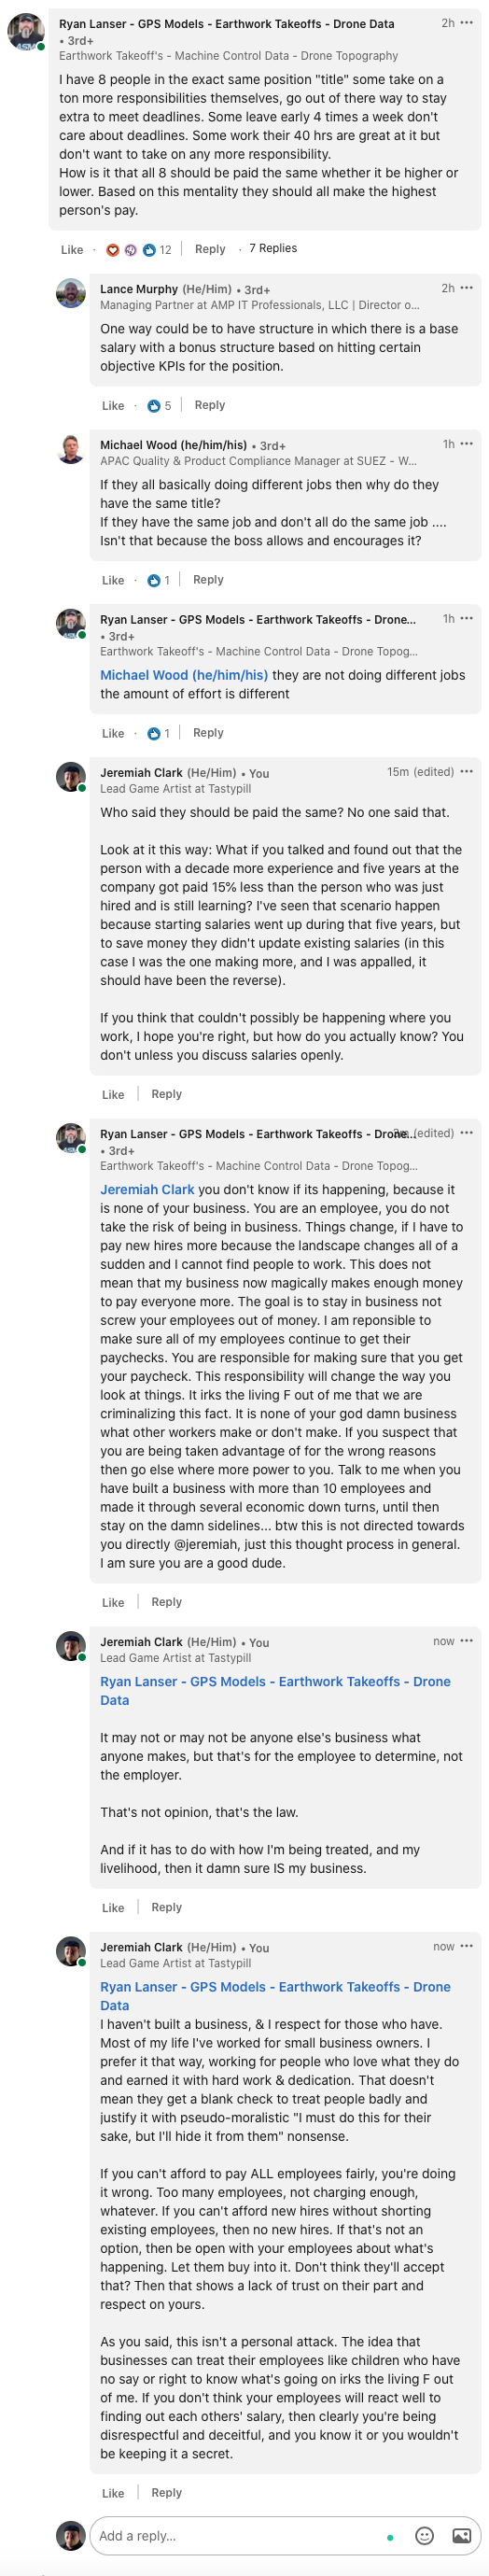 Ryan Lanser - GPS Models - Earthwork Takeoffs - Drone Data
2h
• 3rd+
Earthwork Takeoff's - Machine Control Data - Drone Topography
I have 8 people in the exact same position "title" some take on a
ton more responsibilities themselves, go out of there way to stay
extra to meet deadlines. Some leave early 4 times a week don't
care about deadlines. Some work their 40 hrs are great at it but
don't want to take on any more responsibility.
How is it that all 8 should be paid the same whether it be higher or
lower. Based on this mentality they should all make the highest
person's pay.
Like · 12 Reply · 7 Replies
Lance Murphy (He/Him) • 3rd+
2h
Managing Partner at AMP IT Professionals, LLC | Director o...
One way could be to have structure in which there is a base
salary with a bonus structure based on hitting certain
objective KPIs for the position.
Like · 5 Reply
Michael Wood (he/him/his) • 3rd+
1h
APAC Quality & Product Compliance Manager at SUEZ - W...
If they all basically doing different jobs then why do they
have the same title?
If they have the same job and don't all do the same job ....
Isn't that because the boss allows and encourages it?
Like · 1 Reply
Ryan Lanser - GPS Models - Earthwork Takeoffs - Drone...
1h
• 3rd+
Earthwork Takeoff's - Machine Control Data - Drone Topog...
Michael Wood (he/him/his) they are not doing different jobs
the amount of effort is different
Like · 1 Reply
Jeremiah Clark (He/Him) • You
15m (edited)
Lead Game Artist at Tastypill
Who said they should be paid the same? No one said that.
Look at it this way: What if you talked and found out that the
person with a decade more experience and five years at the
company got paid 15% less than the person who was just
hired and is still learning? I've seen that scenario happen
because starting salaries went up during that five years, but
to save money they didn't update existing salaries (in this
case I was the one making more, and I was appalled, it
should have been the reverse).
If you think that couldn't possibly be happening where you
work, I hope you're right, but how do you actually know? You
don't unless you discuss salaries openly.
Like Reply
Ryan Lanser - GPS Models - Earthwork Takeoffs - Drone...
(edited)
• 3rd+
Earthwork Takeoff's - Machine Control Data - Drone Topog...
Jeremiah Clark you don't know if its happening, because it
is none of your business. You are an employee, you do not
take the risk of being in business. Things change, if I have to
pay new hires more because the landscape changes all of a
sudden and I cannot find people to work. This does not
mean that my business now magically makes enough money
to pay everyone more. The goal is to stay in business not
screw your employees out of money. I am reponsible to
make sure all of my employees continue to get their
paychecks. You are responsible for making sure that you get
your paycheck. This responsibility will change the way you
look at things. It irks the living F out of me that we are
criminalizing this fact. It is none of your god damn business
what other workers make or don't make. If you suspect that
you are being taken advantage of for the wrong reasons
then go else where more power to you. Talk to me when you
have built a business with more than 10 employees and
made it through several economic down turns, until then
stay on the damn sidelines... btw this is not directed towards
you directly @jeremiah, just this thought process in general.
I am sure you are a good dude.
Like Reply
Jeremiah Clark (He/Him) • You
now
Lead Game Artist at Tastypill
Ryan Lanser - GPS Models - Earthwork Takeoffs - Drone
Data
It may not or may not be anyone else's business what
anyone makes, but that's for the employee to determine, not
the employer.
That's not opinion, that's the law.
And if it has to do with how I'm being treated, and my
livelihood, then it damn sure IS my business.
Like Reply
Jeremiah Clark (He/Him) • You
now
Lead Game Artist at Tastypill
Ryan Lanser - GPS Models - Earthwork Takeoffs - Drone
Data
I haven't built a business, & I respect for those who have.
Most of my life I've worked for small business owners. I
prefer it that way, working for people who love what they do
and earned it with hard work & dedication. That doesn't
mean they get a blank check to treat people badly and
justify it with pseudo-moralistic "I must do this for their
sake, but I'll hide it from them" nonsense.
If you can't afford to pay ALL employees fairly, you're doing
it wrong. Too many employees, not charging enough,
whatever. If you can't afford new hires without shorting
existing employees, then no new hires. If that's not an
option, then be open with your employees about what's
happening. Let them buy into it. Don't think they'll accept
that? Then that shows a lack of trust on their part and
respect on yours.
As you said, this isn't a personal attack. The idea that
businesses can treat their employees like children who have
no say or right to know what's going on irks the living F out
of me. If you don't think your employees will react well to
finding out each others' salary, then clearly you're being
disrespectful and deceitful, and you know it or you wouldn't
be keeping it a secret.
Like Reply
Add a reply...